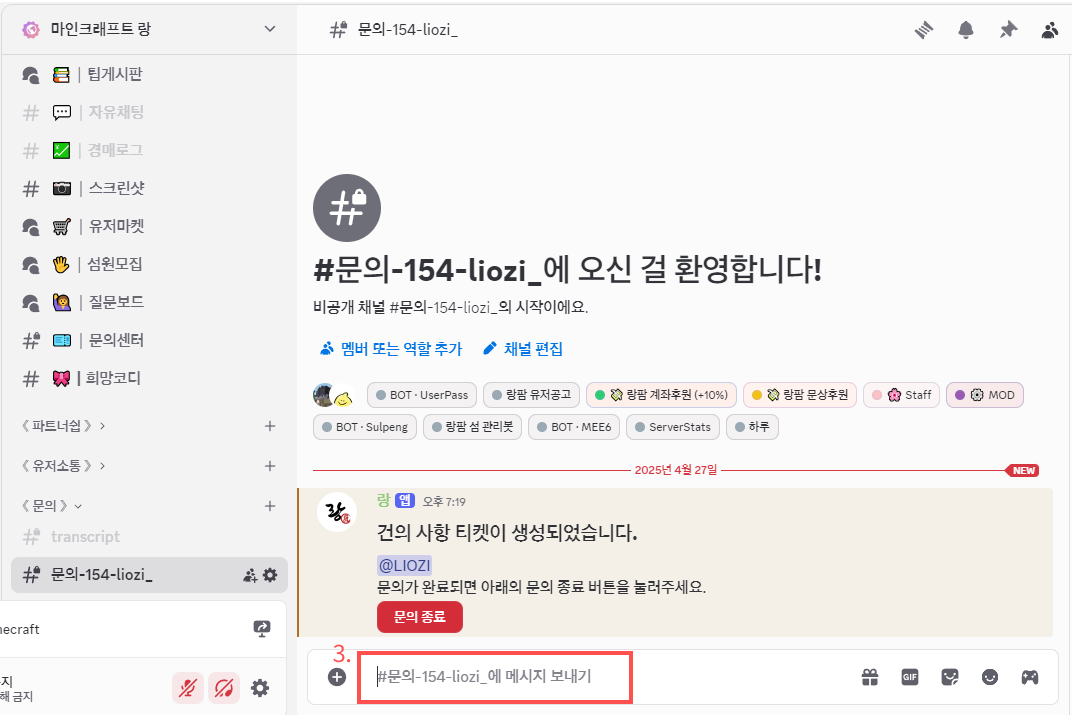 마인크래프트 랑
| 팁게시판
| 자유채팅
| 경매로그
| 스크린샷
| 유저마켓
| 섬원모집
| 질문보드
| 문의센터
| 희망코디
《 파트너쉽 》
《 유저소통 》
《 문의 》
transcript
문의-154-liozi_
necraft
해 금지
문의-154-liozi_
#문의-154-liozi_에 오신 걸 환영합니다!
비공개 채널 #문의-154-liozi_의 시작이에요.
멤버 또는 역할 추가 채널 편집
BOT · UserPass 랑팜 유저공고 랑팜 계좌후원 (+10%) 랑팜 문상후원 Staff MOD
BOT · Sulpeng 랑팜 섬 관리봇 BOT · MEE6 ServerStats 하루
2025년 4월 27일 NEW
랑 앱 오후 7:19
건의 사항 티켓이 생성되었습니다.
@LIOZI
문의가 완료되면 아래의 문의 종료 버튼을 눌러주세요.
문의 종료
3.
#문의-154-liozi_에 메시지 보내기
GIF